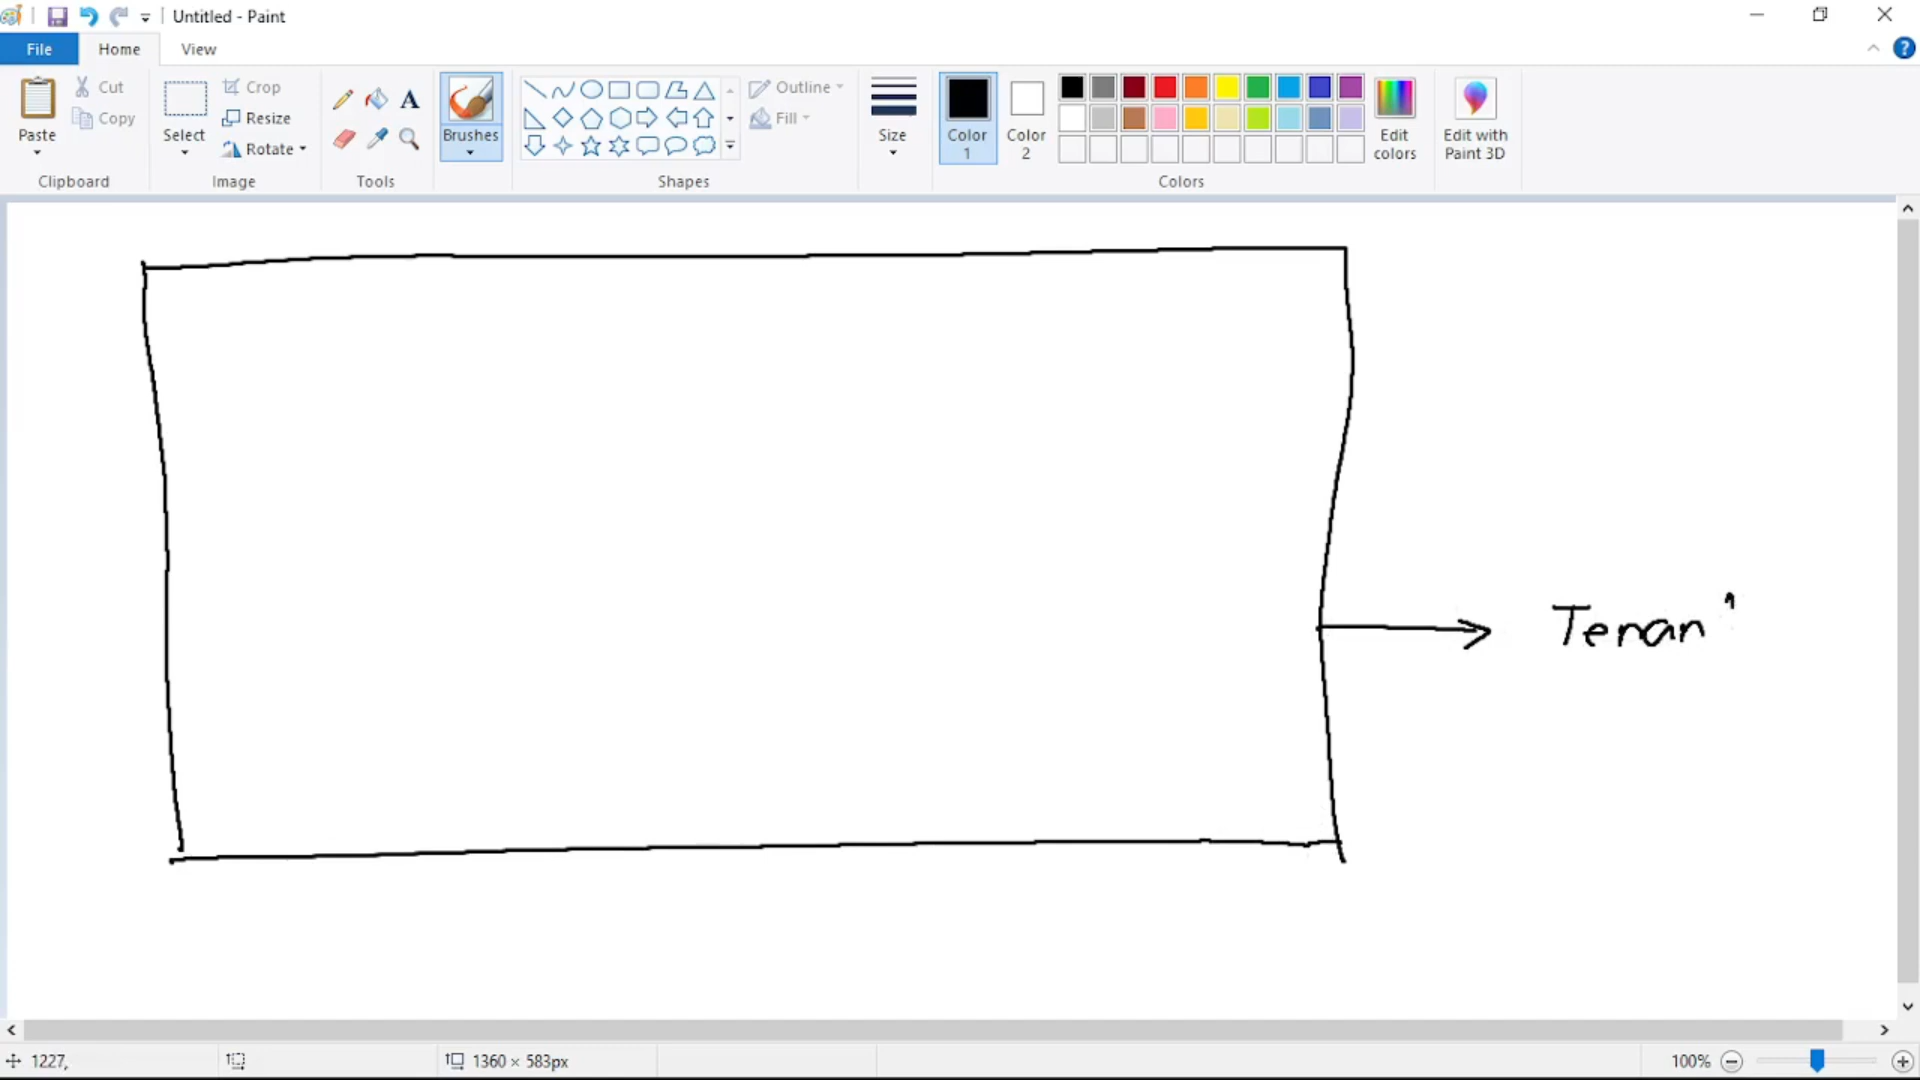 Untitled - Paint
File Home View
Paste
Cut
Copy
Clipboard
Select
Crop
Resize
Rotate
Image
A
Tools
Brushes
Shapes
Outline
Fill
Size
Color 1
Color 2
Colors
Edit colors
Edit with Paint 3D
?
Tenan
1227,
1360 × 583px
100%